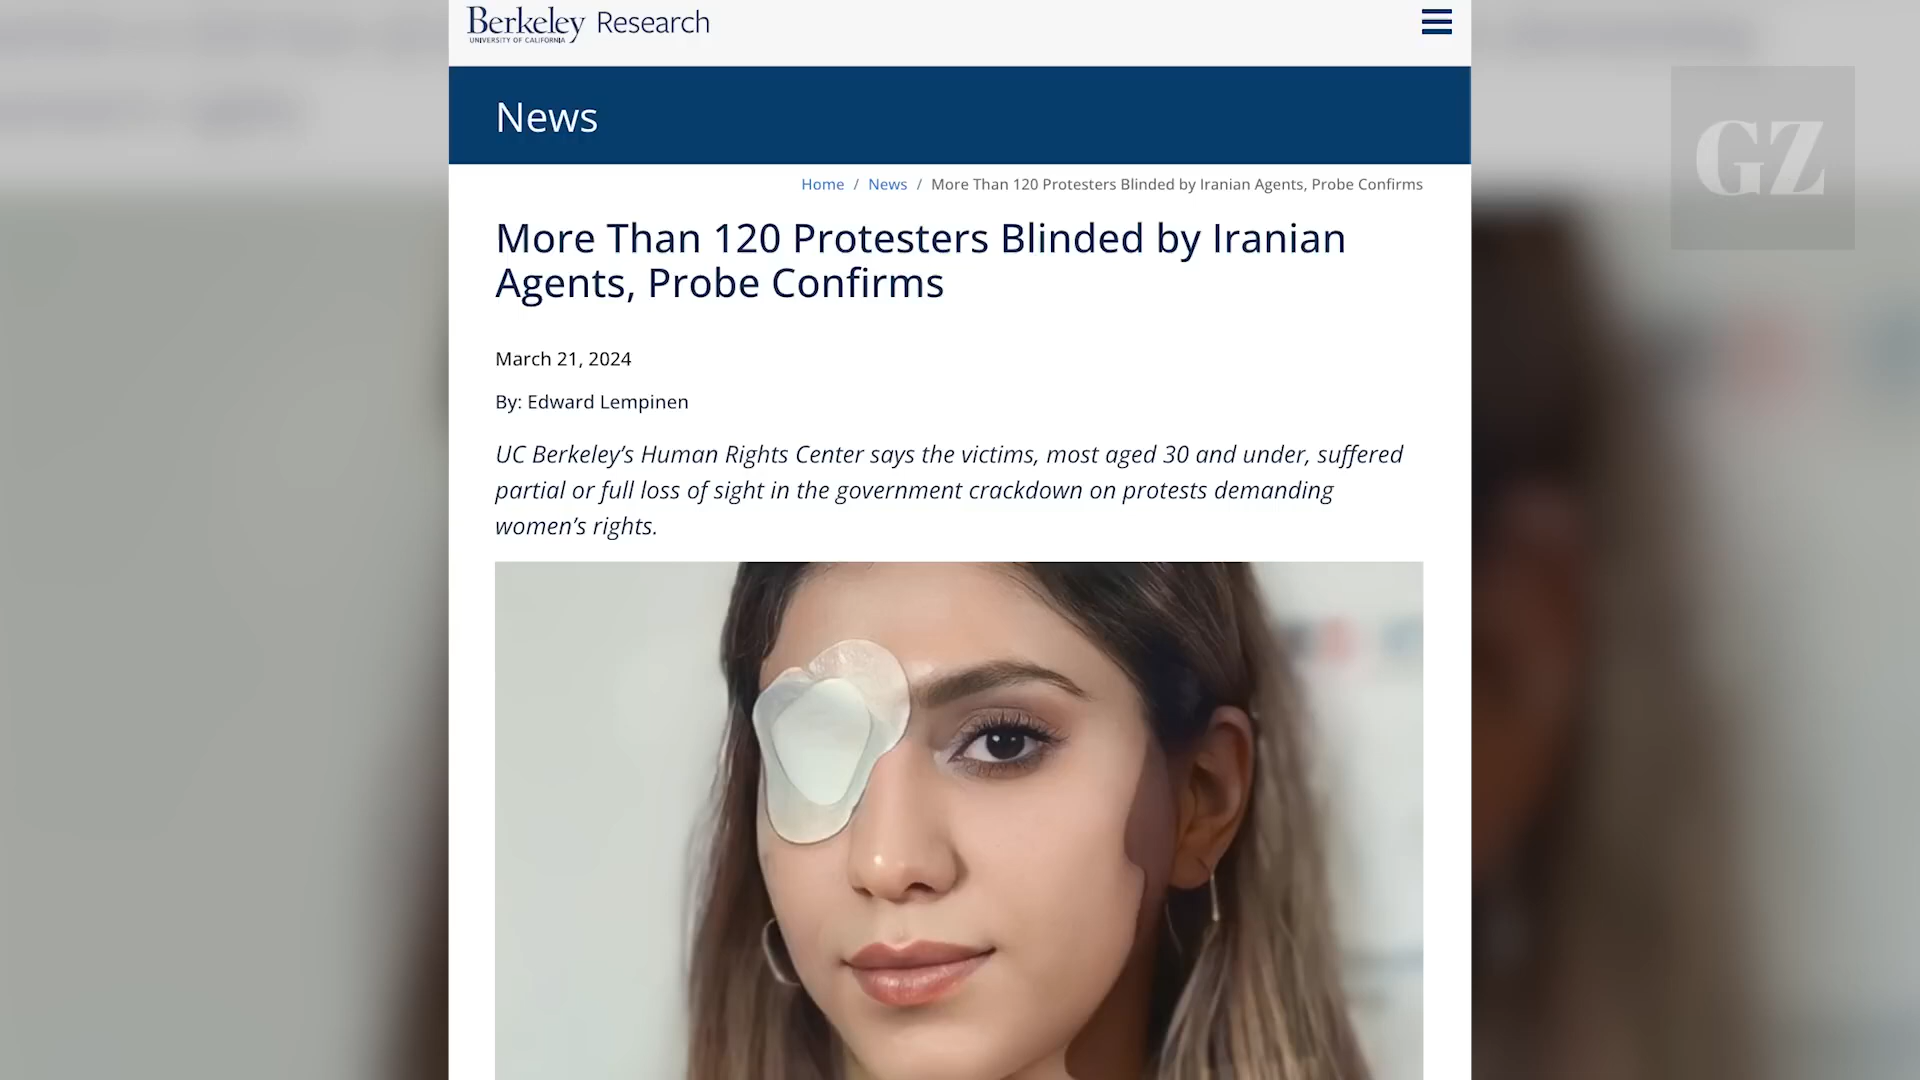 Berkeley Research
UNIVERSITY OF CALIFORNIA
News
GZ
Home / News / More Than 120 Protesters Blinded by Iranian Agents, Probe Confirms
More Than 120 Protesters Blinded by Iranian
Agents, Probe Confirms
March 21, 2024
By: Edward Lempinen
UC Berkeley’s Human Rights Center says the victims, most aged 30 and under, suffered
partial or full loss of sight in the government crackdown on protests demanding
women’s rights.